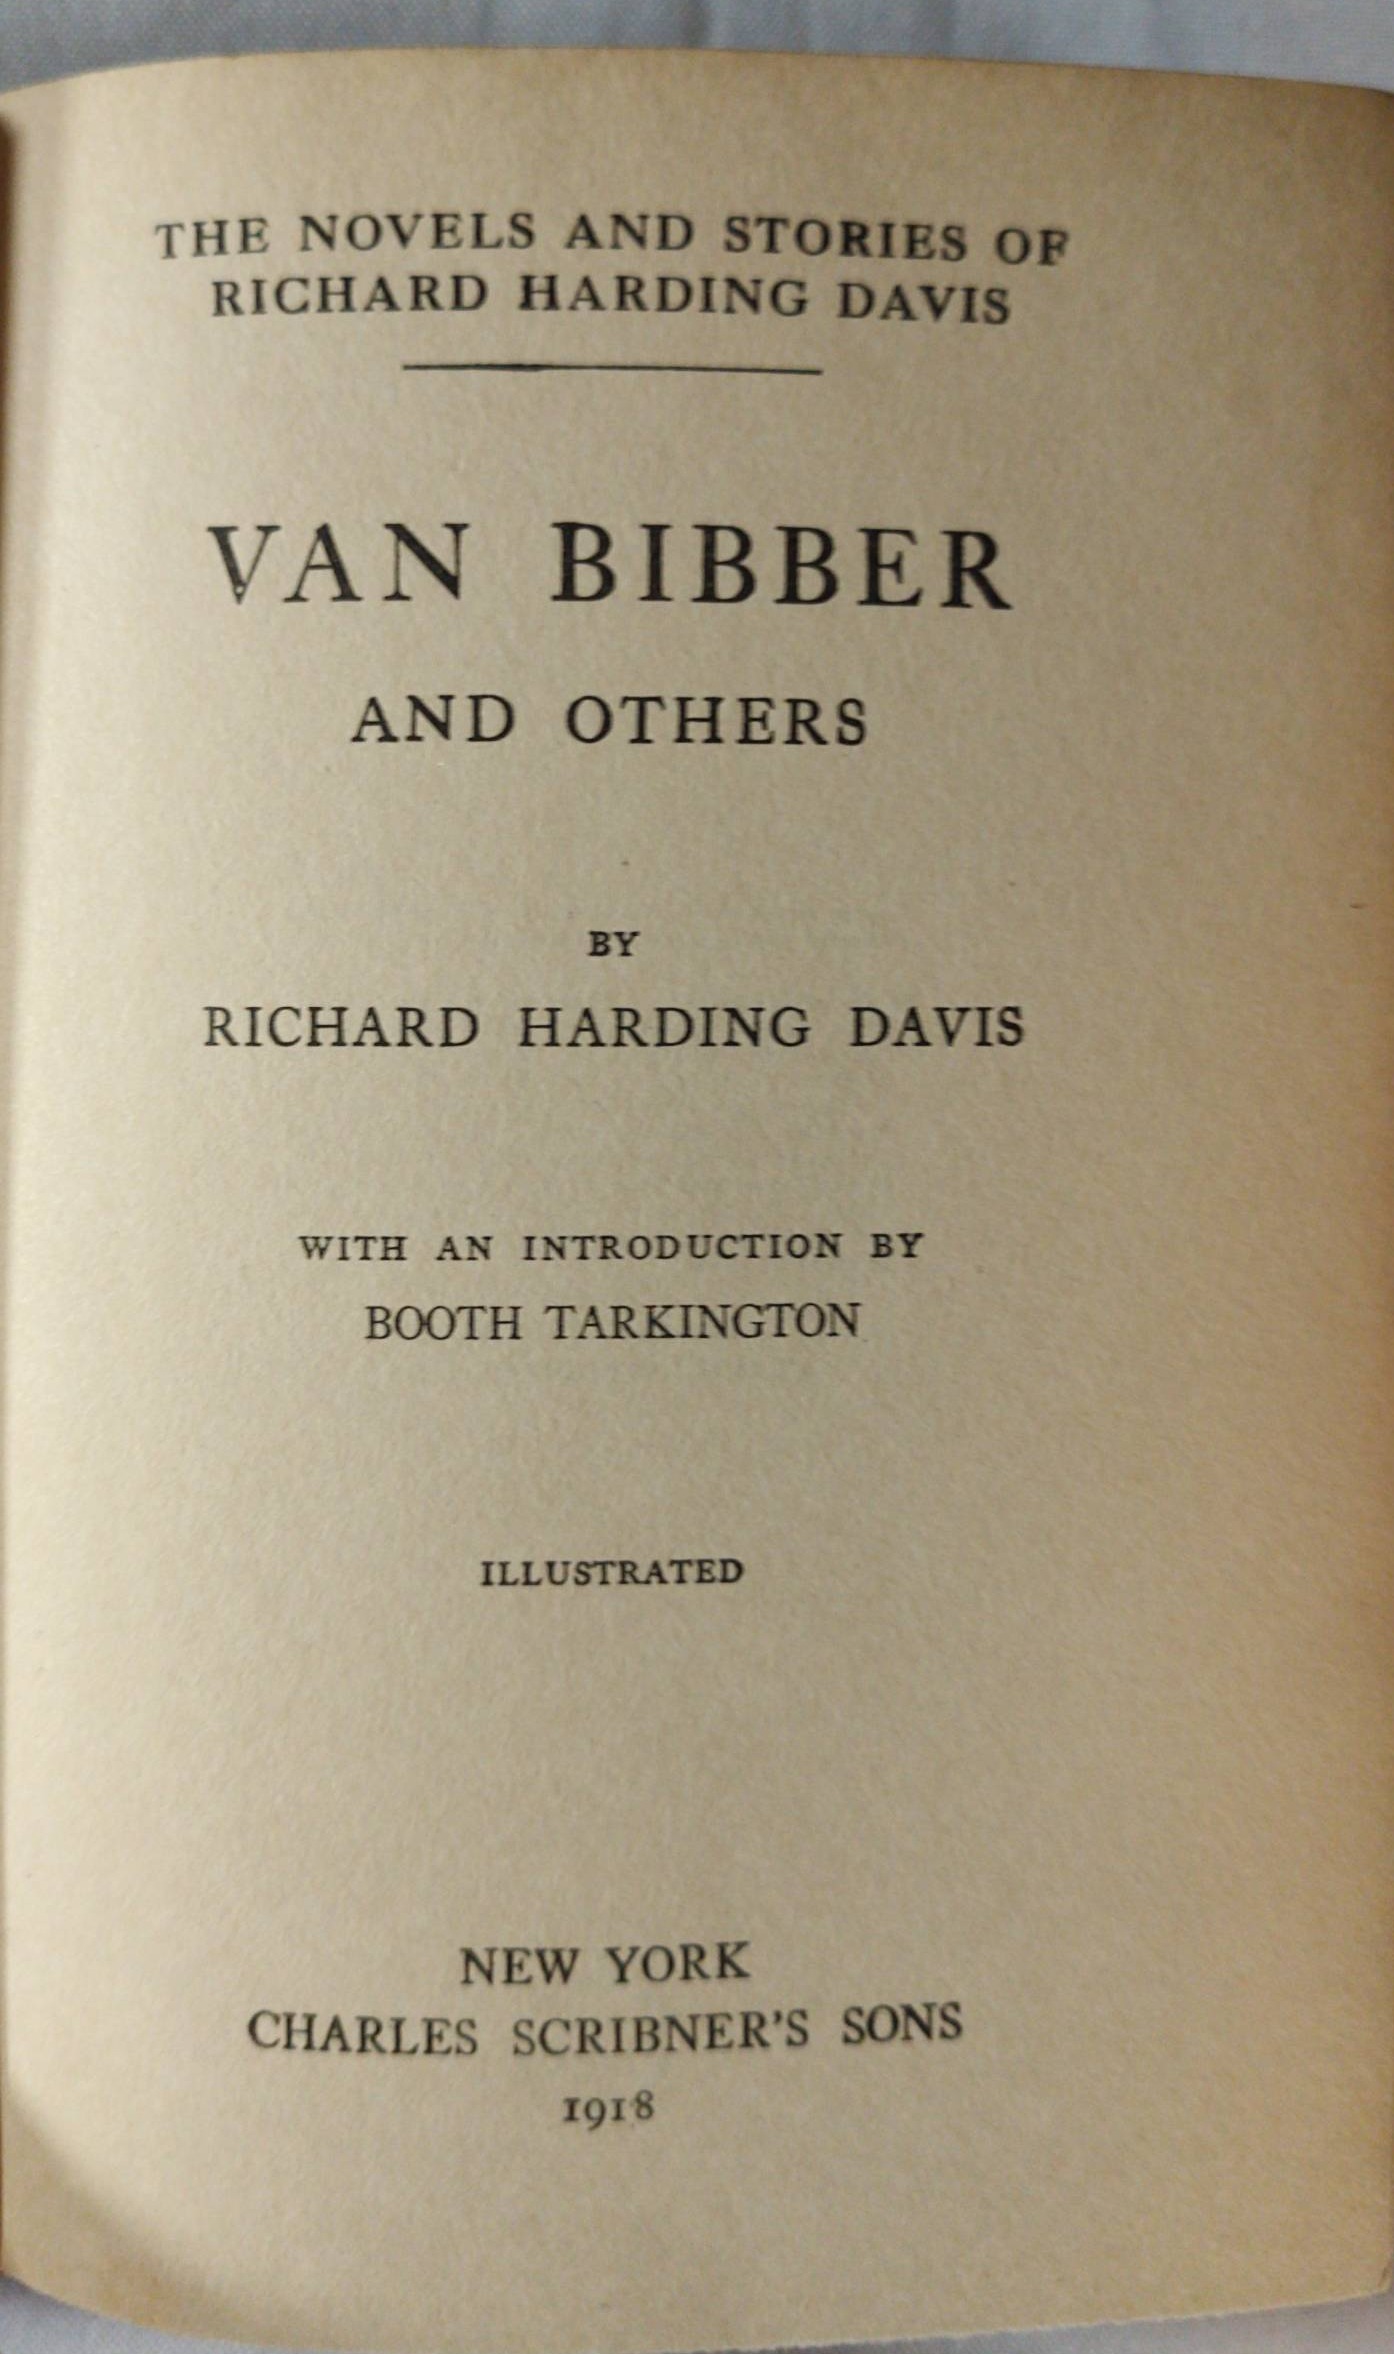 THE NOVELS AND STORIES OF
RICHARD HARDING DAVIS
VAN BIBBER
AND OTHERS
BY
RICHARD HARDING DAVIS
WITH AN INTRODUCTION BY
BOOTH TARKINGTON
ILLUSTRATED
NEW YORK
CHARLES SCRIBNER'S SONS
1918